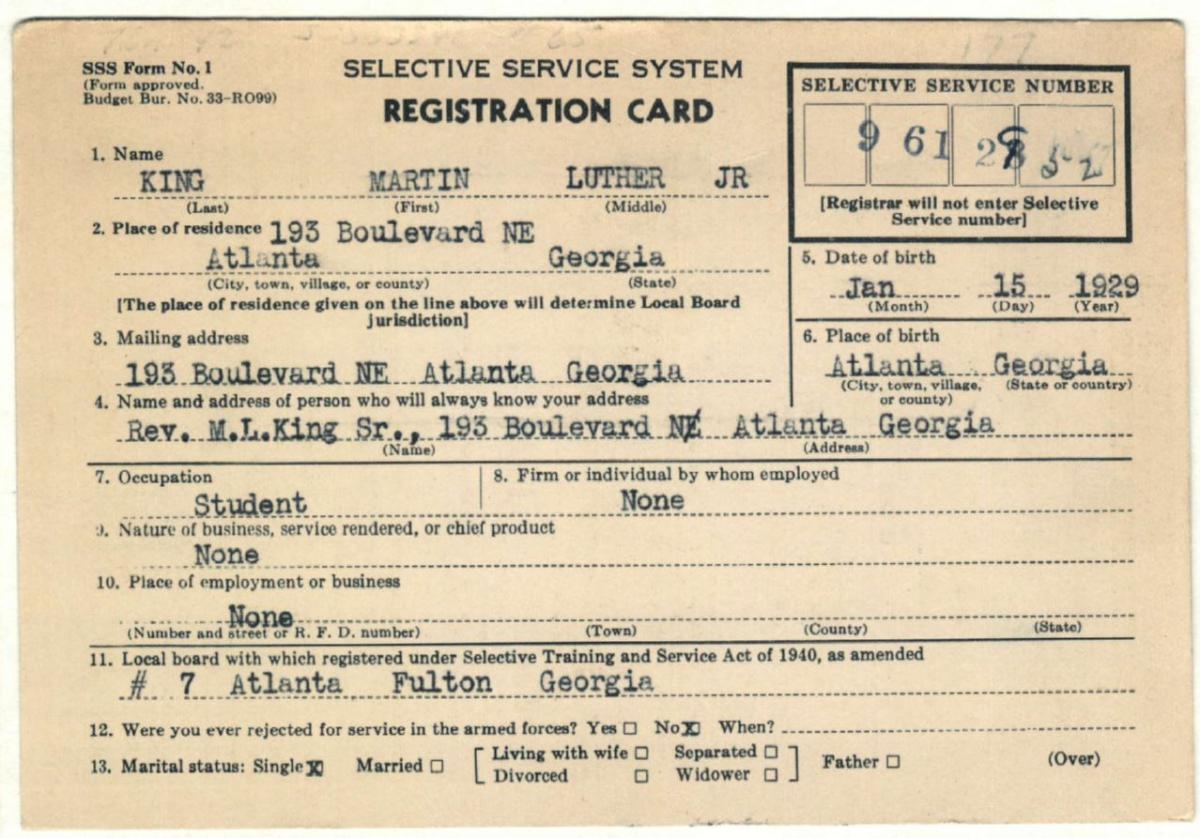 SSS Form No. 1
(Form approved.
Budget Bur. No. 33-RO99)
SELECTIVE SERVICE SYSTEM
REGISTRATION CARD
SELECTIVE SERVICE NUMBER
9 61
[Registrar will not enter Selective
Service number]
1. Name
KING MARTIN LUTHER JR
(Last) (First) (Middle)
2. Place of residence 193 Boulevard NE
Atlanta Georgia
(City, town, village, or county) (State)
[The place of residence given on the line above will determine Local Board
jurisdiction]
3. Mailing address
193 Boulevard NE Atlanta Georgia
5. Date of birth
Jan 15 1929
(Month) (Day) (Year)
6. Place of birth
Atlanta Georgia
(City, town, village, (State or country)
or county)
4. Name and address of person who will always know your address
Rev. M.L.King Sr., 193 Boulevard NE Atlanta Georgia
(Name) (Address)
7. Occupation
Student
8. Firm or individual by whom employed
None
9. Nature of business, service rendered, or chief product
None
10. Place of employment or business
None
(Number and street or R. F. D. number) (Town) (County) (State)
11. Local board with which registered under Selective Training and Service Act of 1940, as amended
# 7 Atlanta Fulton Georgia
12. Were you ever rejected for service in the armed forces? Yes □ No☒ When?
13. Marital status: Single☒ Married □ [Living with wife □ Separated □] Father □ (Over)
[Divorced □ Widower □]